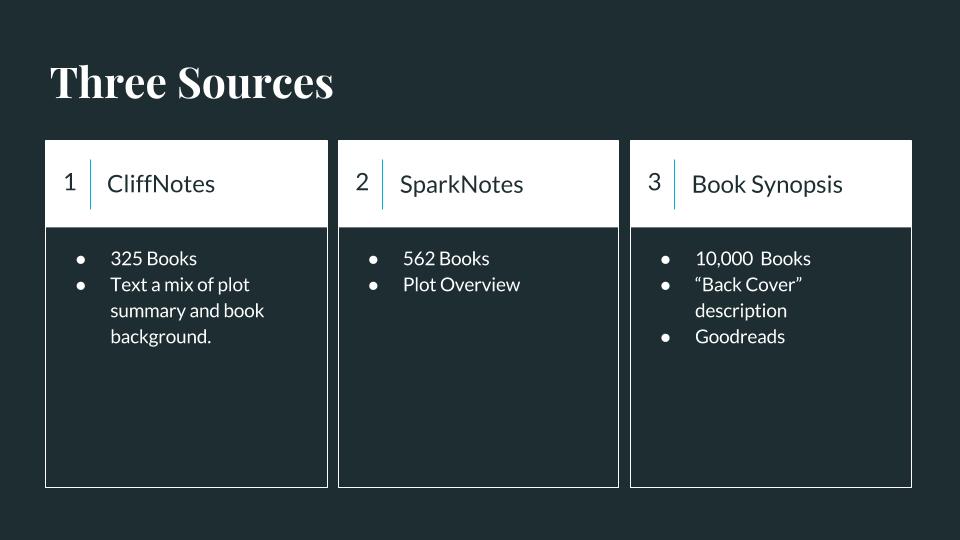 Three Sources
1 CliffNotes
● 325 Books
● Text a mix of plot
summary and book
background.
2 SparkNotes
● 562 Books
● Plot Overview
3 Book Synopsis
● 10,000  Books
● “Back Cover”
description
● Goodreads